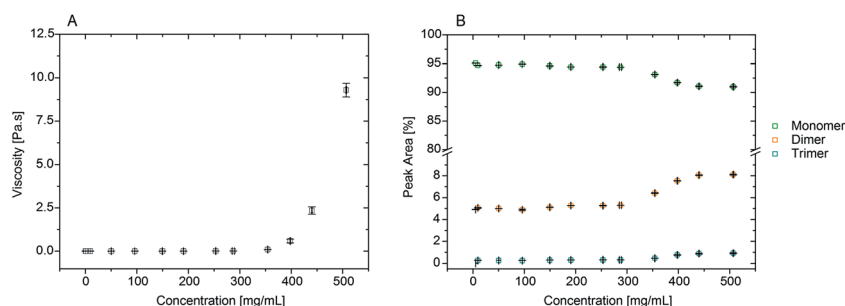 A
B
12.5
10.0
7.5
5.0
2.5
0.0
Viscosity [Pa.s]
0 100 200 300 400 500
Concentration [mg/mL]
100
95
90
85
80
8
6
4
2
0
Peak Area [%]
0 100 200 300 400 500
Concentration [mg/mL]
Monomer
Dimer
Trimer